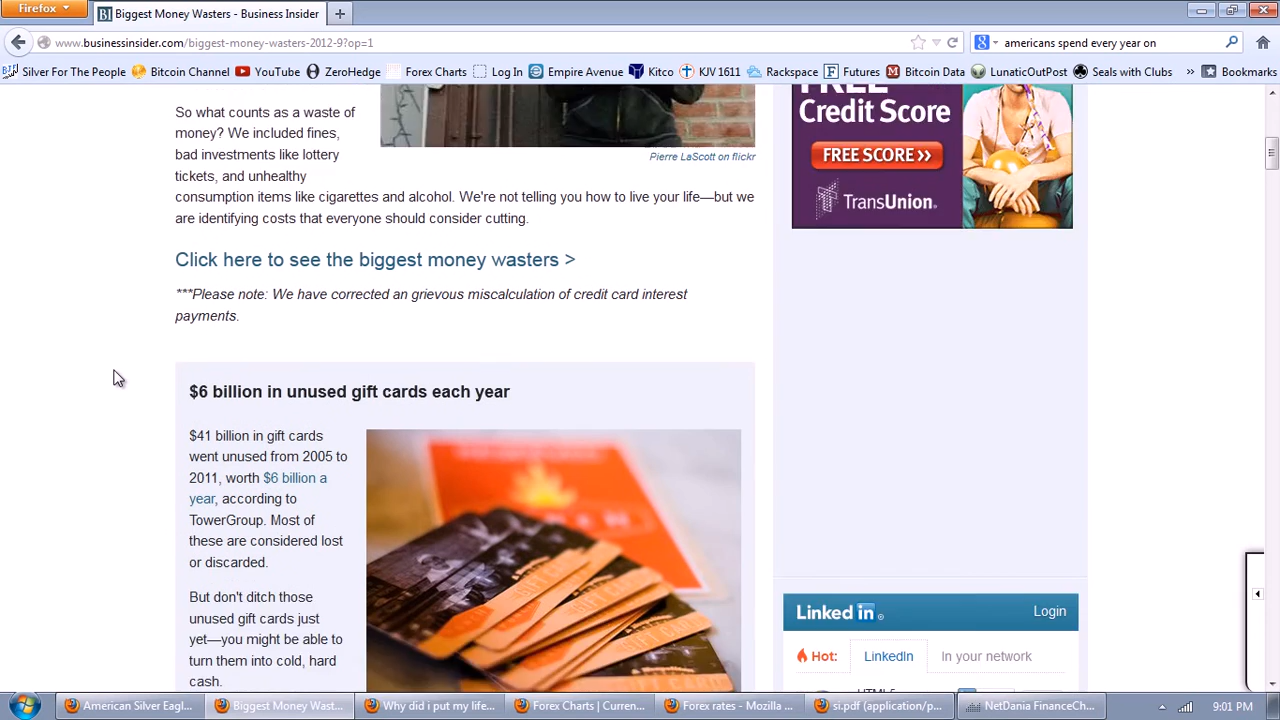 Firefox
Biggest Money Wasters - Business Insider
www.businessinsider.com/biggest-money-wasters-2012-9?op=1
americans spend every year on
Silver For The People
Bitcoin Channel
YouTube
ZeroHedge
Forex Charts
Log In
Empire Avenue
Kitco
KJV 1611
Rackspace
Futures
Bitcoin Data
LunaticOutPost
Seals with Clubs
Bookmarks
So what counts as a waste of
money? We included fines,
bad investments like lottery
tickets, and unhealthy
consumption items like cigarettes and alcohol. We're not telling you how to live your life—but we
are identifying costs that everyone should consider cutting.
Pierre LaScott on flickr
Click here to see the biggest money wasters >
***Please note: We have corrected an grievous miscalculation of credit card interest
payments.
$6 billion in unused gift cards each year
$41 billion in gift cards
went unused from 2005 to
2011, worth $6 billion a
year, according to
TowerGroup. Most of
these are considered lost
or discarded.
But don't ditch those
unused gift cards just
yet—you might be able to
turn them into cold, hard
cash.
FREE
Credit Score
FREE SCORE >>
TransUnion.
Linked in
Login
Hot:
LinkedIn
In your network
American Silver Eagl...
Biggest Money Wast...
Why did i put my life...
Forex Charts | Curren...
Forex rates - Mozilla ...
si.pdf (application/p...
NetDania FinanceCh...
9:01 PM